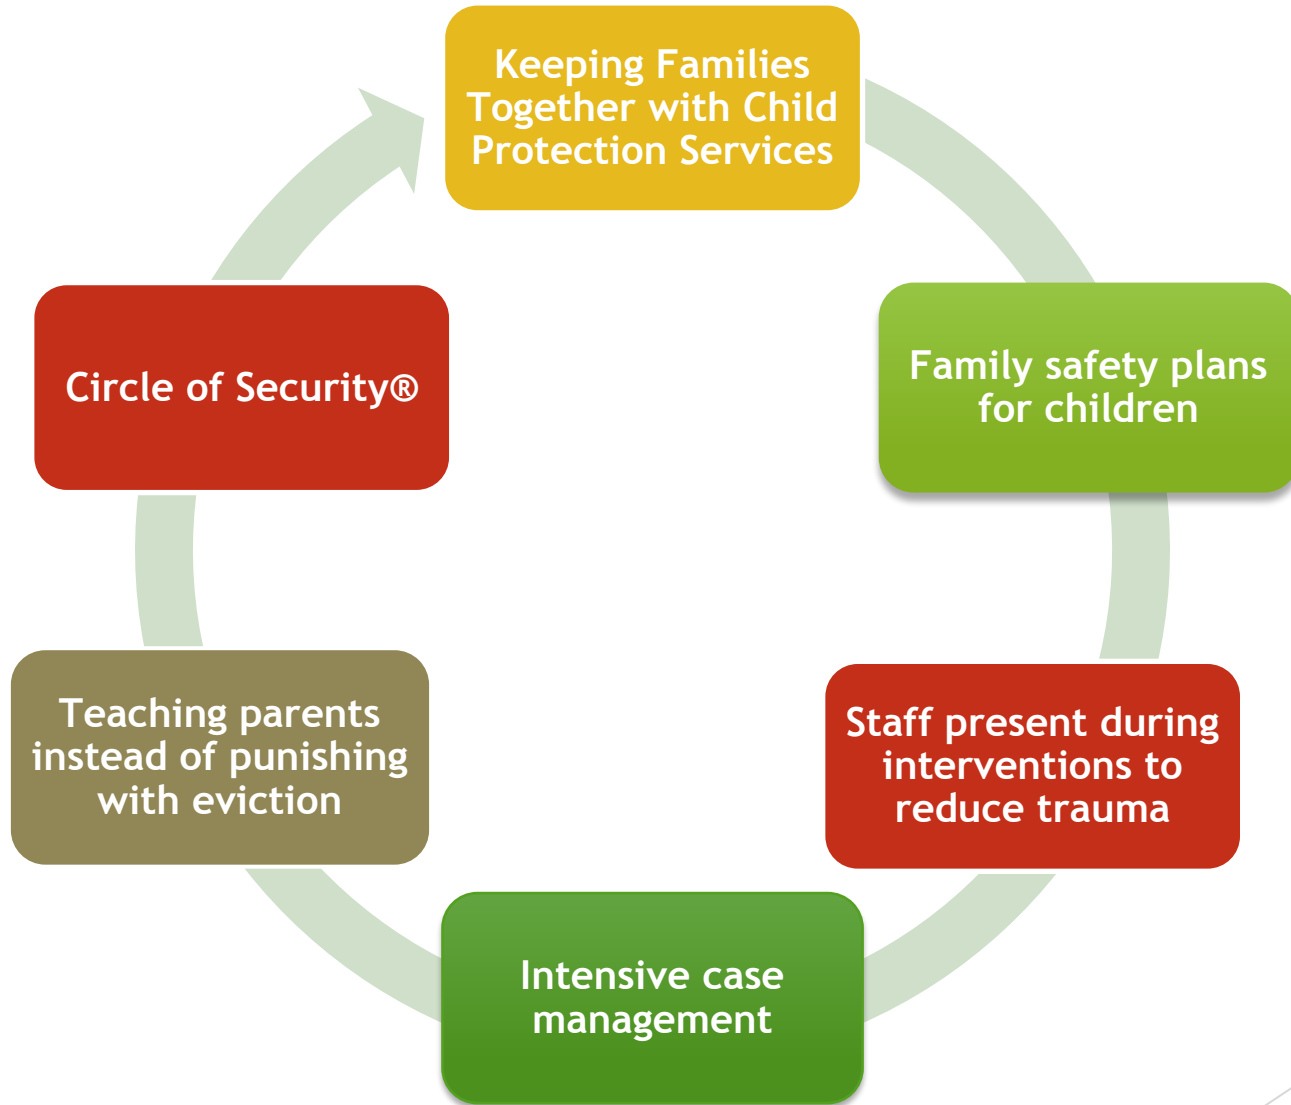 Keeping Families
Together with Child
Protection Services
Family safety plans
for children
Staff present during
interventions to
reduce trauma
Intensive case
management
Teaching parents
instead of punishing
with eviction
Circle of Security®